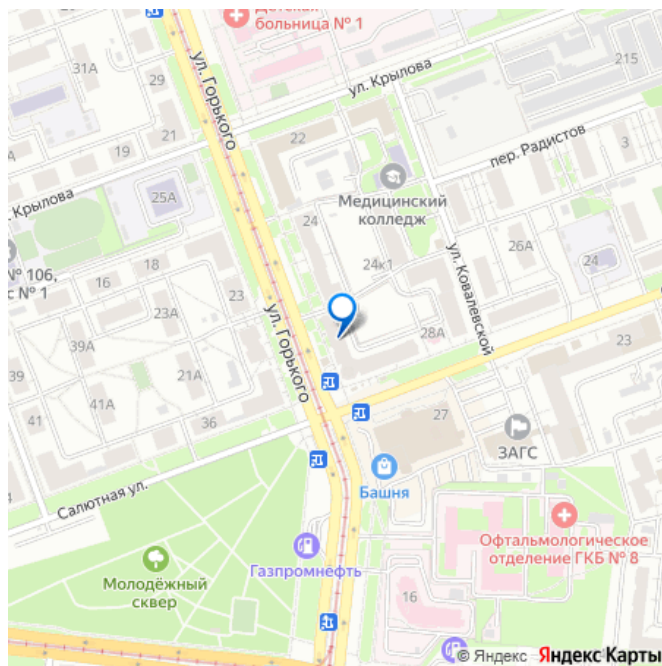 Детская
больница № 1
215
31А
29
ул. Горького
ул. Крылова
22
21
19
3
пер. Радистов
Медицинский
колледж
25А
Крылова
24
26А
ул. Ковалевской
24
24к1
18
№ 106,
с № 1
16
23
23А
ул. Горького
28А
23
39А
39
21А
41
41А
36
27
ЗАГС
Башня
Салютная ул.
Офтальмологическое
отделение ГКБ № 8
Газпромнефть
Молодёжный
сквер
16
© Яндекс Яндекс Карты